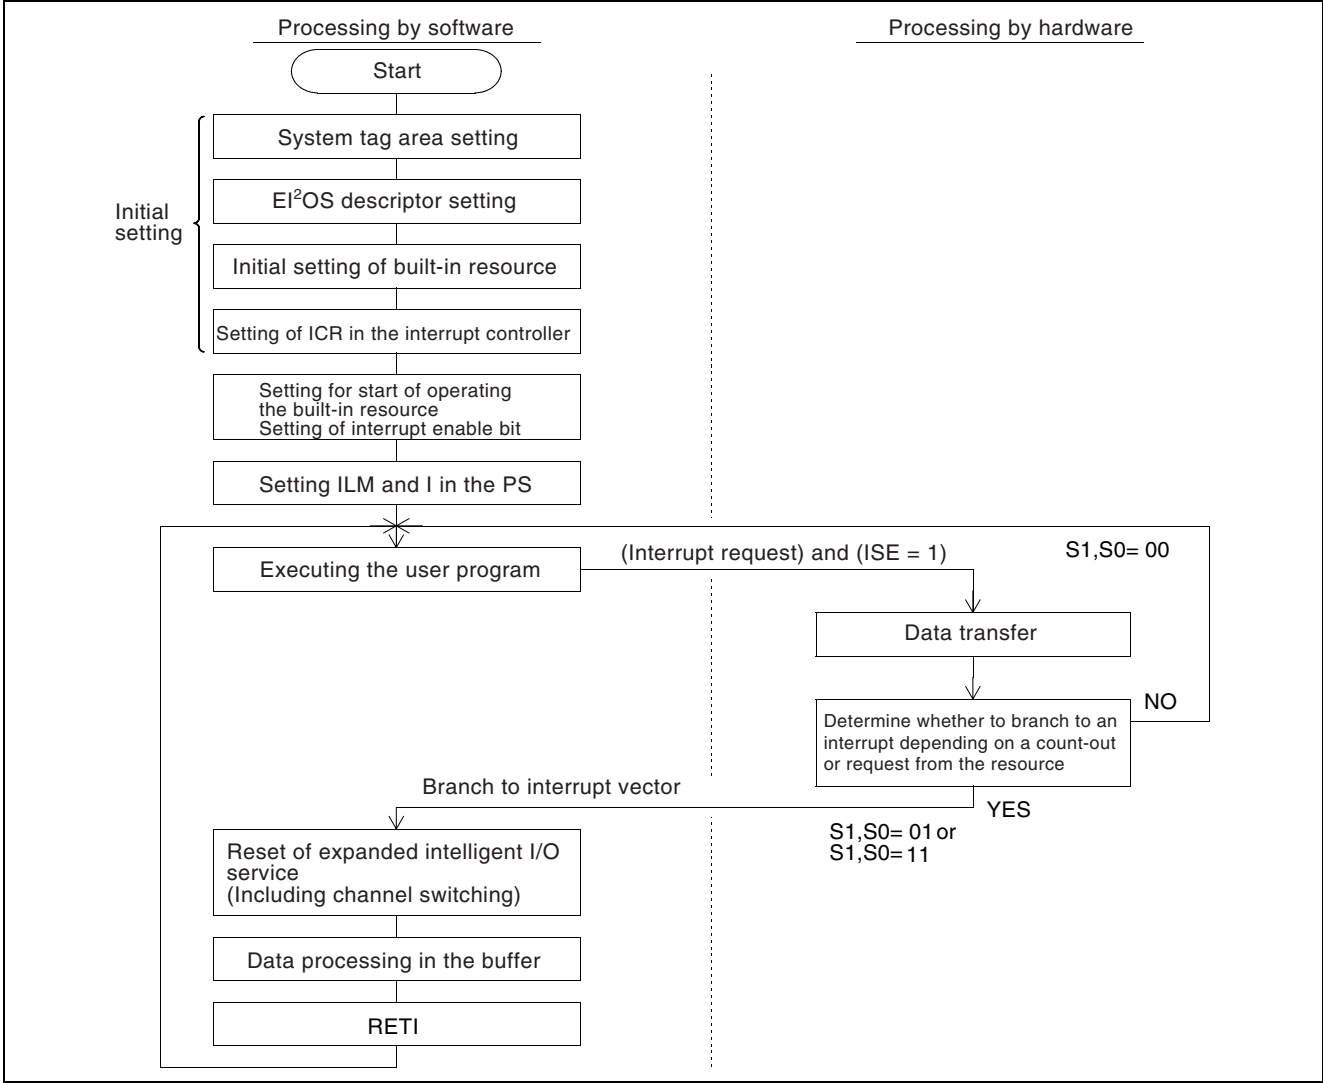 Processing by software
Processing by hardware
Start
System tag area setting
EI²OS descriptor setting
Initial
setting
Initial setting of built-in resource
Setting of ICR in the interrupt controller
Setting for start of operating
the built-in resource
Setting of interrupt enable bit
Setting ILM and I in the PS
Executing the user program
(Interrupt request) and (ISE = 1)
S1,S0= 00
Data transfer
NO
Determine whether to branch to an
interrupt depending on a count-out
or request from the resource
Branch to interrupt vector
YES
S1,S0= 01 or
S1,S0= 11
Reset of expanded intelligent I/O
service
(Including channel switching)
Data processing in the buffer
RETI